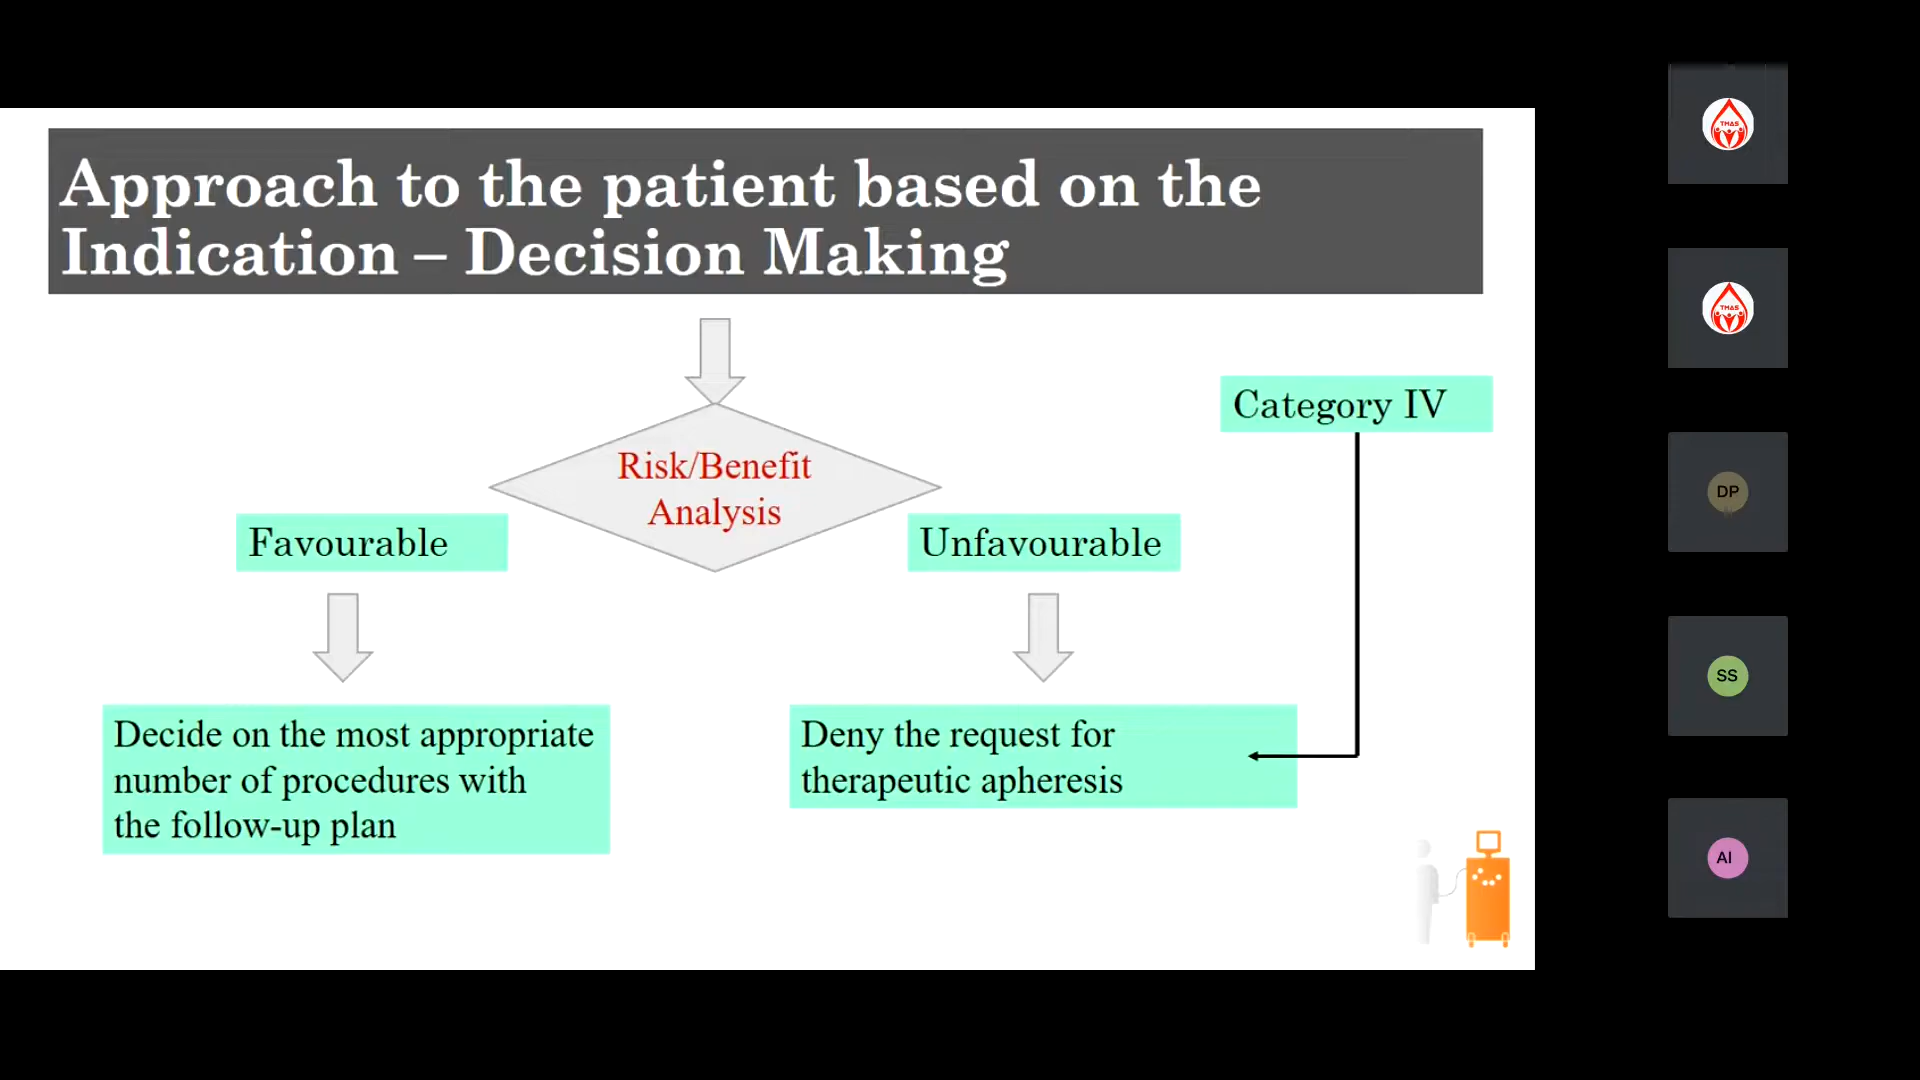 Approach to the patient based on the
Indication – Decision Making
Category IV
Risk/Benefit
Analysis
Favourable
Unfavourable
Decide on the most appropriate
number of procedures with
the follow-up plan
Deny the request for
therapeutic apheresis
TMAS
TMAS
DP
SS
AI